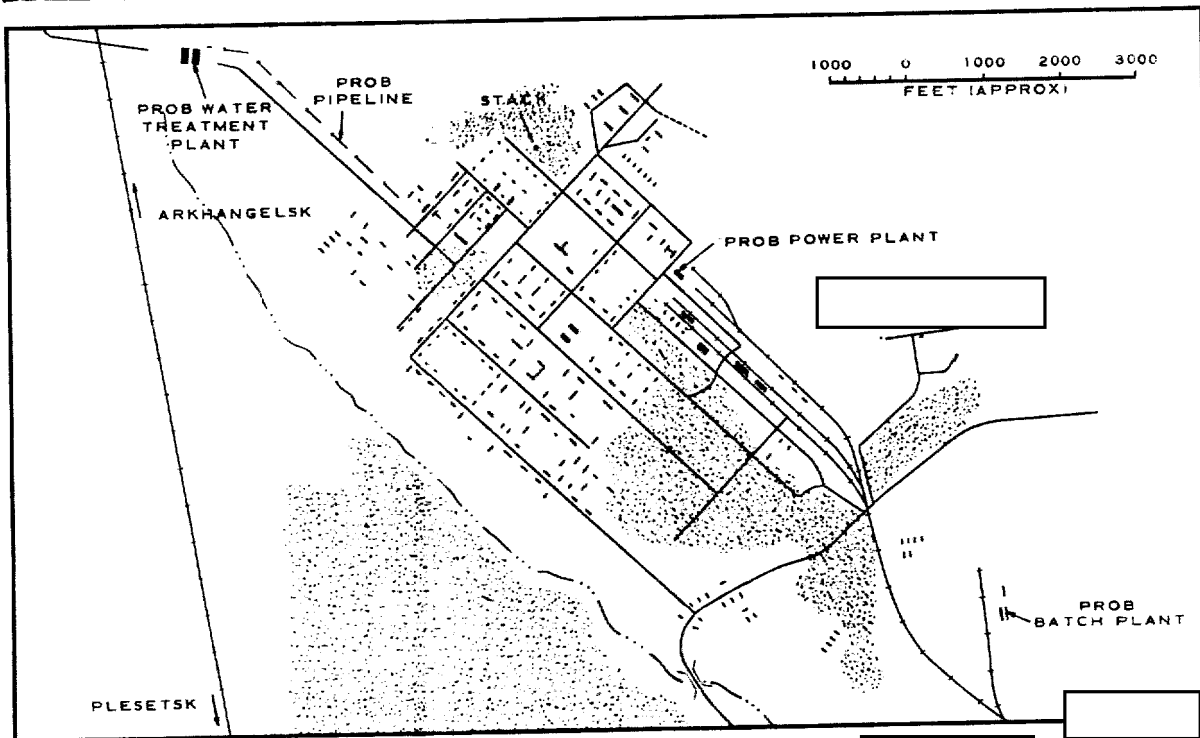 1000 0 1000 2000 3000
FEET (APPROX)
PROB WATER
TREATMENT
PLANT
PROB
PIPELINE
STACK
ARKHANGELSK
PROB POWER PLANT
PROB
BATCH PLANT
PLESETSK